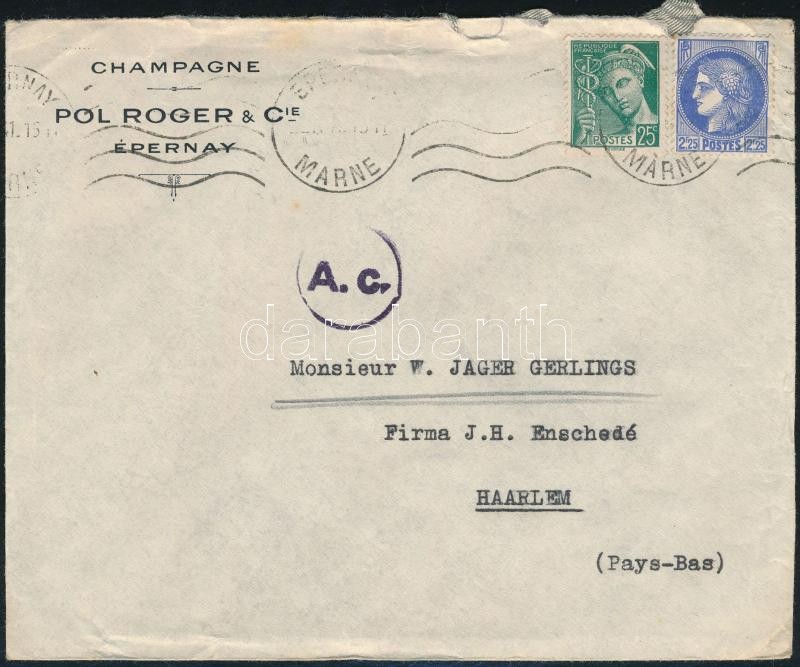 CHAMPAGNE
POL ROGER & CIE
ÉPERNAY
MARNE
RÉPUBLIQUE
FRANÇAISE
POSTES
25c
2f25 POSTES 2f25
MARNE
A.C.
darabanth
Monsieur W. JAGER GERLINGS
Firma J.H. Enschedé
HAARLEM
(Pays-Bas)